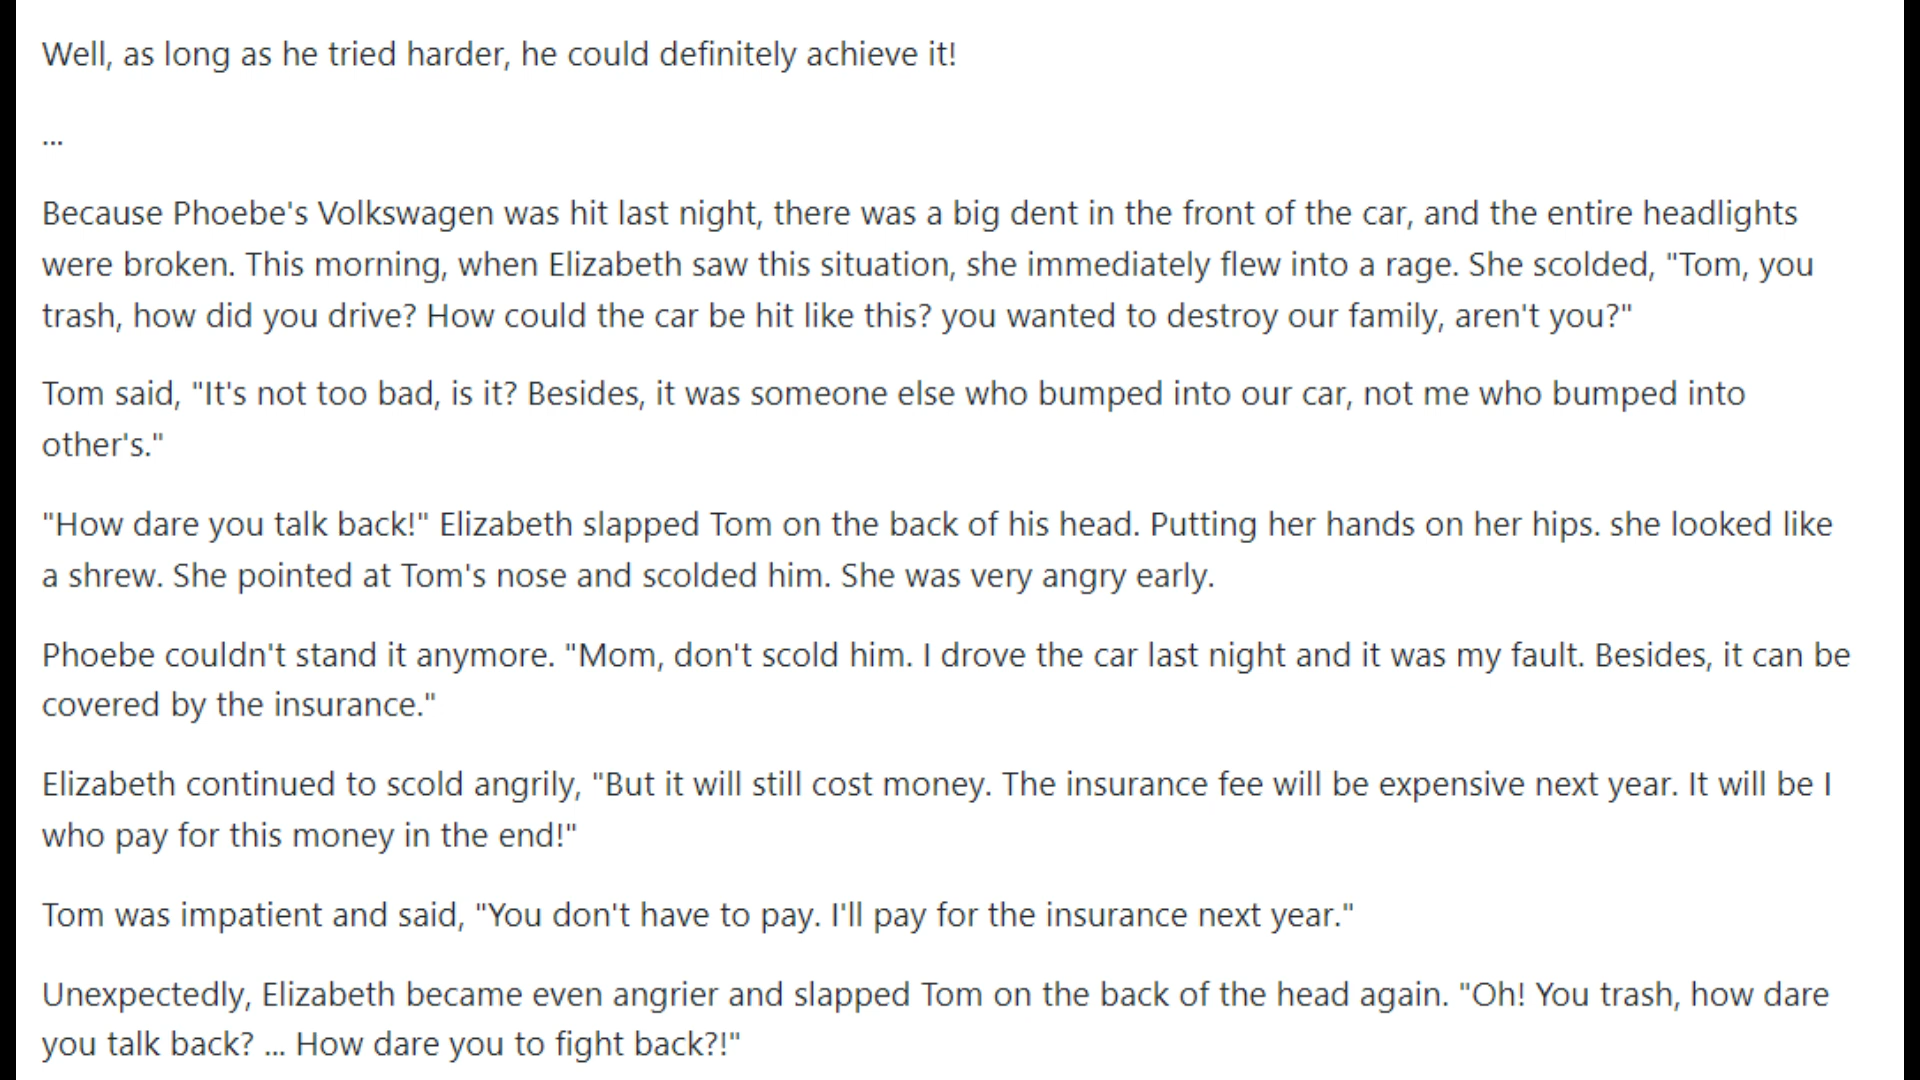 Well, as long as he tried harder, he could definitely achieve it!
...
Because Phoebe's Volkswagen was hit last night, there was a big dent in the front of the car, and the entire headlights
were broken. This morning, when Elizabeth saw this situation, she immediately flew into a rage. She scolded, "Tom, you
trash, how did you drive? How could the car be hit like this? you wanted to destroy our family, aren't you?"
Tom said, "It's not too bad, is it? Besides, it was someone else who bumped into our car, not me who bumped into
other's."
"How dare you talk back!" Elizabeth slapped Tom on the back of his head. Putting her hands on her hips. she looked like
a shrew. She pointed at Tom's nose and scolded him. She was very angry early.
Phoebe couldn't stand it anymore. "Mom, don't scold him. I drove the car last night and it was my fault. Besides, it can be
covered by the insurance."
Elizabeth continued to scold angrily, "But it will still cost money. The insurance fee will be expensive next year. It will be I
who pay for this money in the end!"
Tom was impatient and said, "You don't have to pay. I'll pay for the insurance next year."
Unexpectedly, Elizabeth became even angrier and slapped Tom on the back of the head again. "Oh! You trash, how dare
you talk back? ... How dare you to fight back?!"